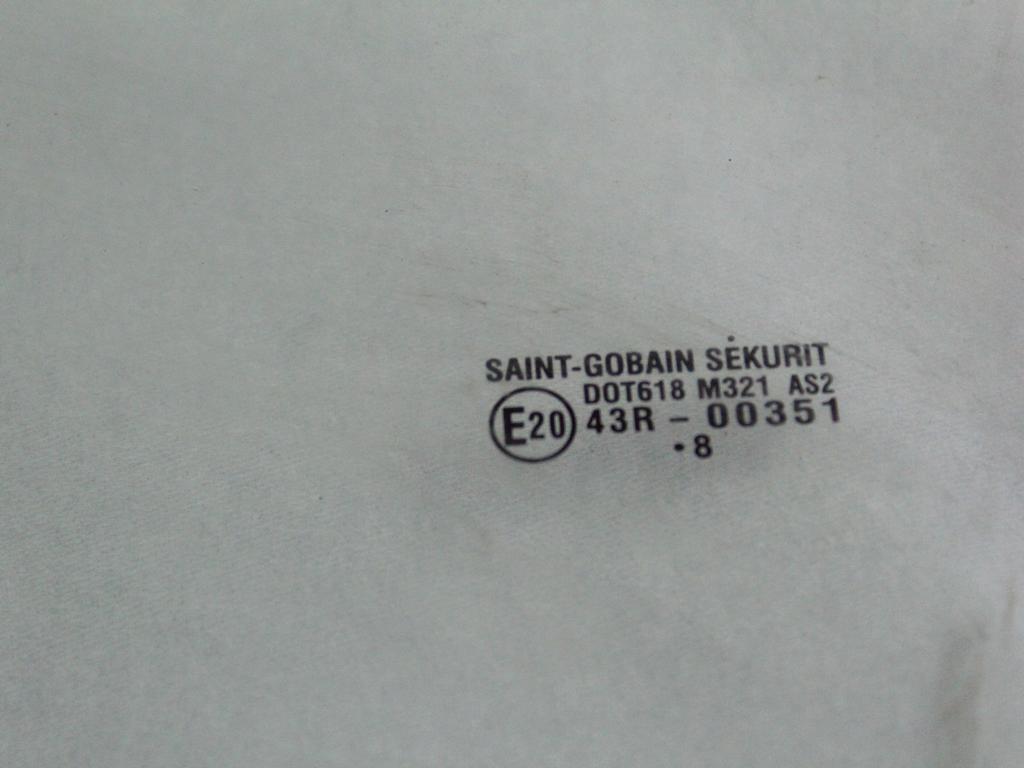 SAINT-GOBAIN SEKURIT
DOT618 M321 AS2
E20 43R - 00351
·8